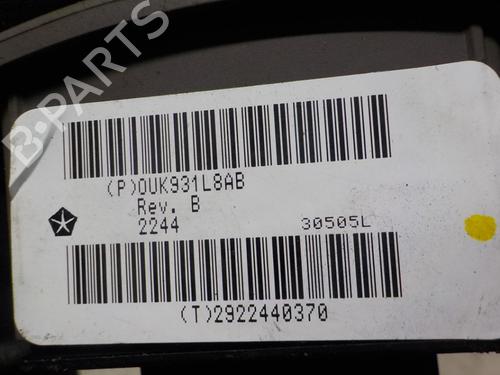 B-PARTS
(P)0UK931L8AB
Rev. B
2244 30505L
(T)2922440370